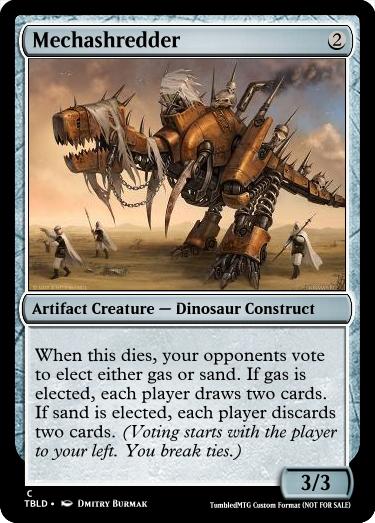 Mechashredder 2
Artifact Creature — Dinosaur Construct
When this dies, your opponents vote
to elect either gas or sand. If gas is
elected, each player draws two cards.
If sand is elected, each player discards
two cards. (Voting starts with the player
to your left. You break ties.)
3/3
C
TBLD • Dmitry Burmak
TumbledMTG Custom Format (NOT FOR SALE)